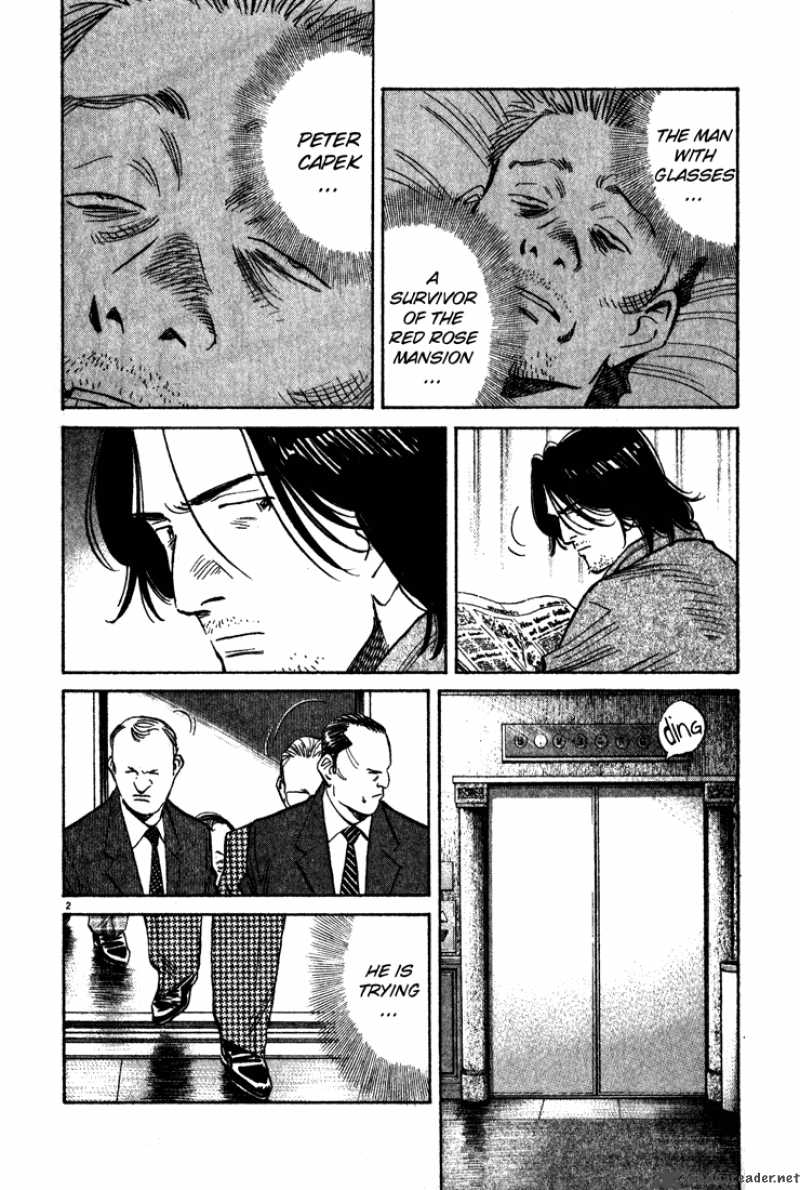 THE MAN
WITH
GLASSES
...
A
SURVIVOR
OF THE
RED ROSE
MANSION
...
PETER
CAPEK
...
ding
HE IS
TRYING
...
2